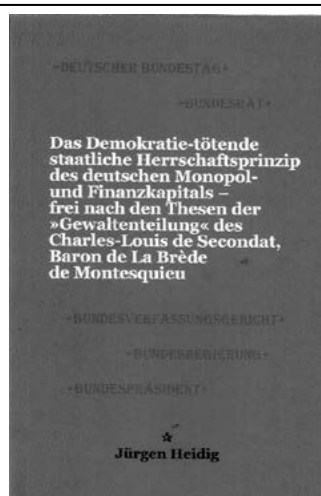 »DEUTSCHER BUNDESTAG«
»BUNDESRAT«
Das Demokratie-tötende
staatliche Herrschaftsprinzip
des deutschen Monopol-
und Finanzkapitals –
frei nach den Thesen der
»Gewaltenteilung« des
Charles-Louis de Secondat,
Baron de La Brède
de Montesquieu
»BUNDESVERFASSUNGSGERICHT«
»BUNDESREGIERUNG«
»BUNDESPRÄSIDENT«
Jürgen Heidig